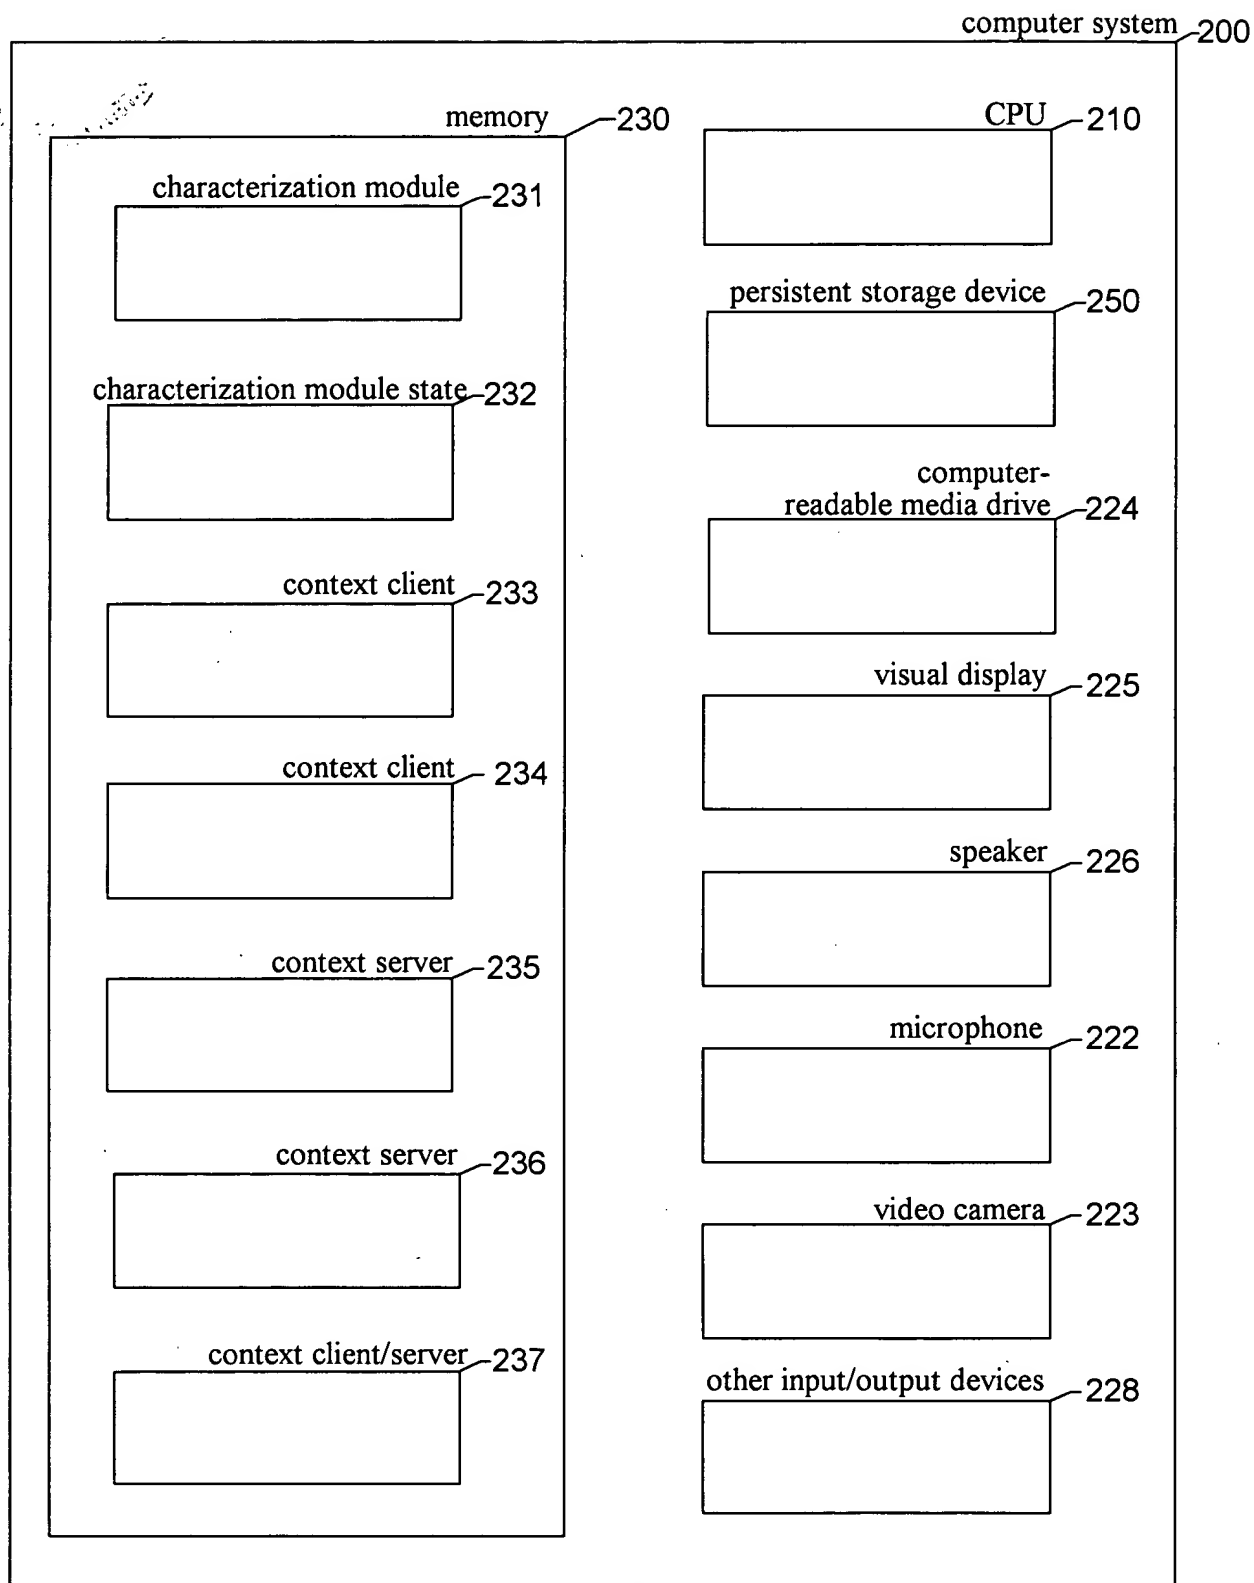 computer system 200
memory 230
characterization module 231
characterization module state 232
context client 233
context client 234
context server 235
context server 236
context client/server 237
CPU 210
persistent storage device 250
computer-
readable media drive 224
visual display 225
speaker 226
microphone 222
video camera 223
other input/output devices 228